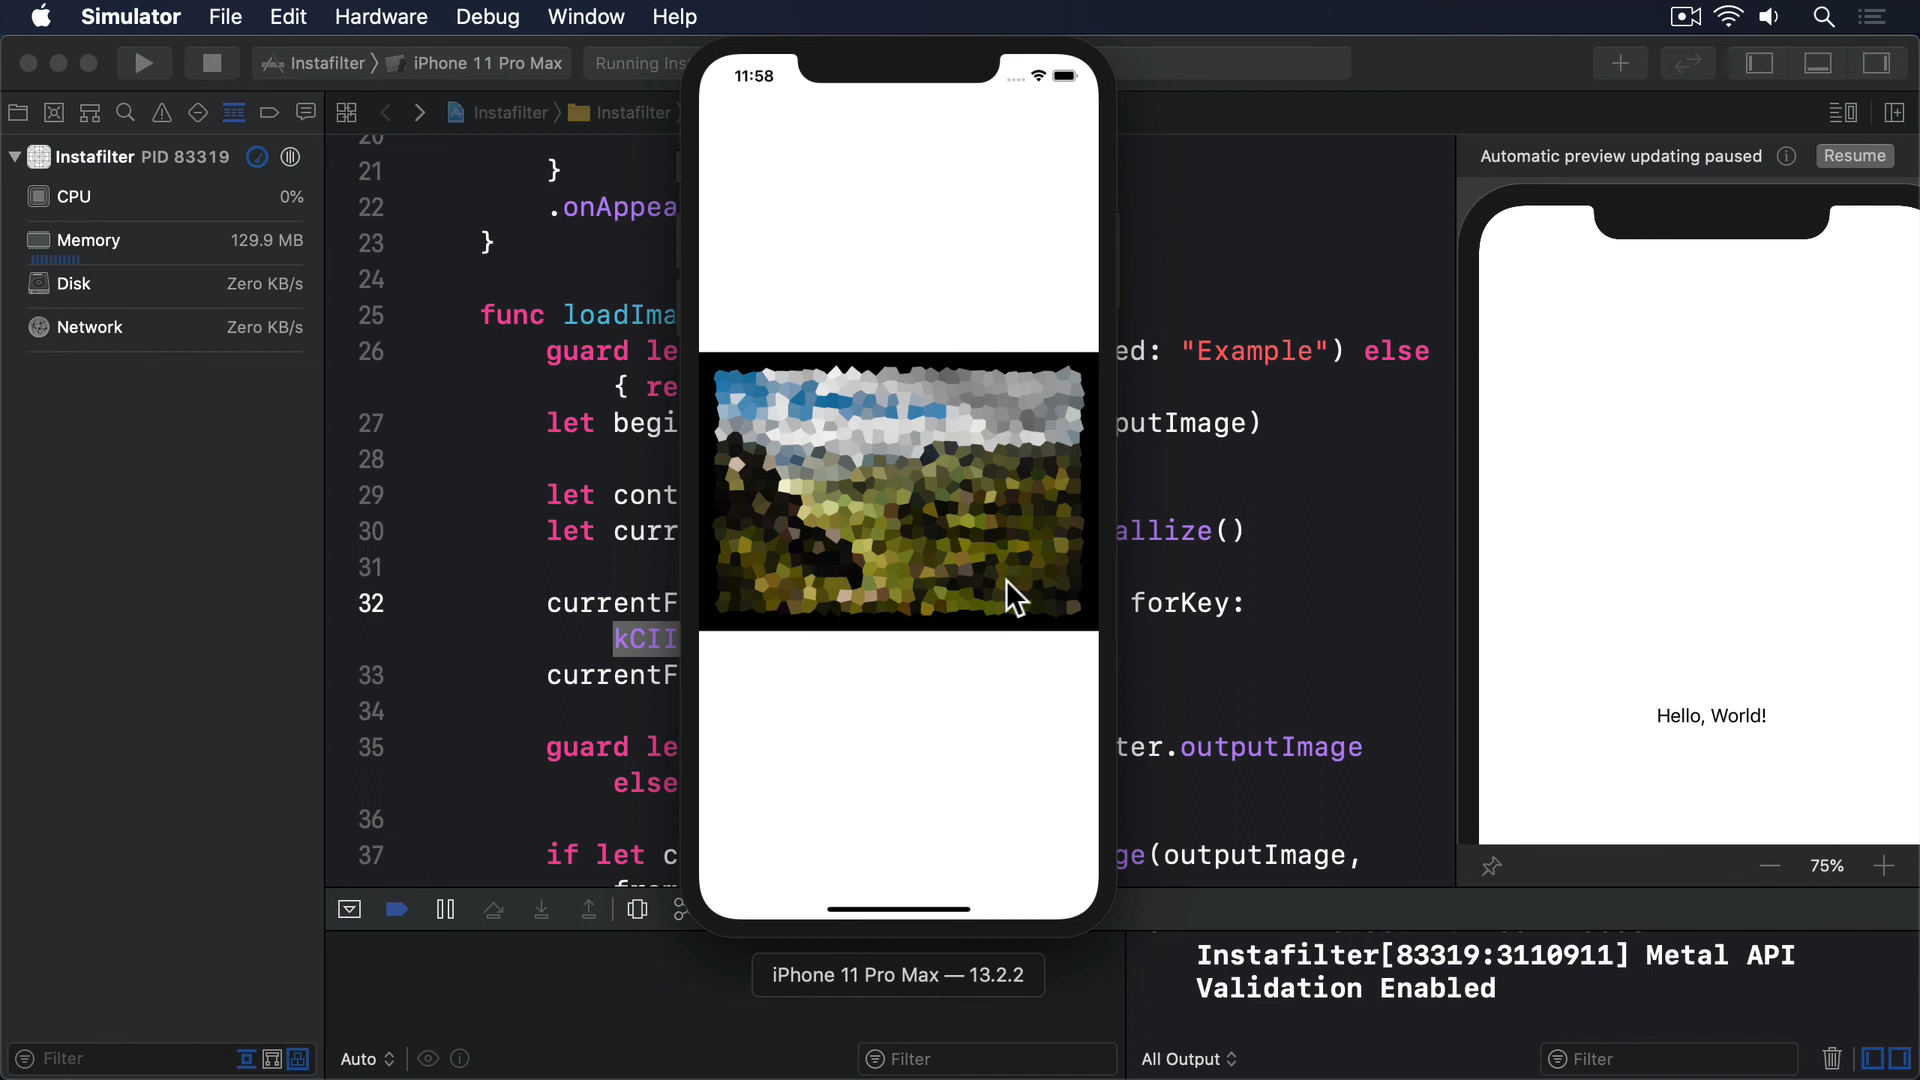 Simulator File Edit Hardware Debug Window Help
Instafilter iPhone 11 Pro Max Running Ins
11:58
Instafilter Instafilter
Instafilter PID 83319
CPU 0%
Memory 129.9 MB
Disk Zero KB/s
Network Zero KB/s
20
21 }
22 .onAppea
23 }
24
25 func loadIma
26 guard le ed: "Example") else
{ re
27 let begi putImage)
28
29 let cont
30 let curr allize()
31
32 currentF forKey:
kCII
33 currentF
34
35 guard le ter.outputImage
else
36
37 if let c ge(outputImage,
Automatic preview updating paused Resume
Hello, World!
75%
iPhone 11 Pro Max — 13.2.2
Instafilter[83319:3110911] Metal API
Validation Enabled
Filter Auto Filter All Output Filter